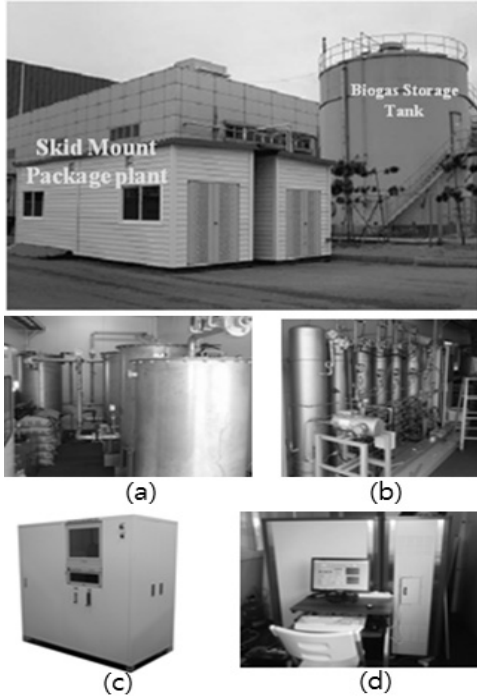 Biogas Storage
Tank
Skid Mount
Package plant
(a)
(b)
(c)
(d)